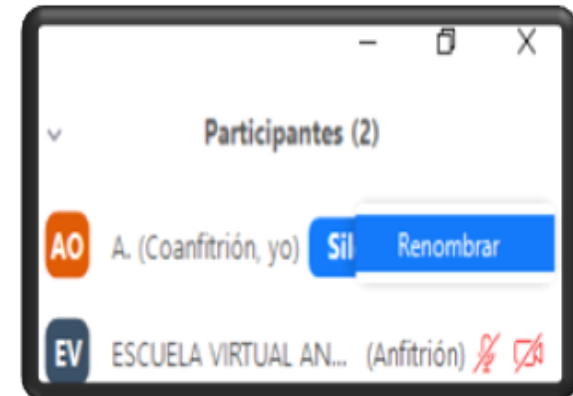 Participantes (2)
AO A. (Coanfitrión, yo) Sil Renombrar
EV ESCUELA VIRTUAL AN... (Anfitrión)